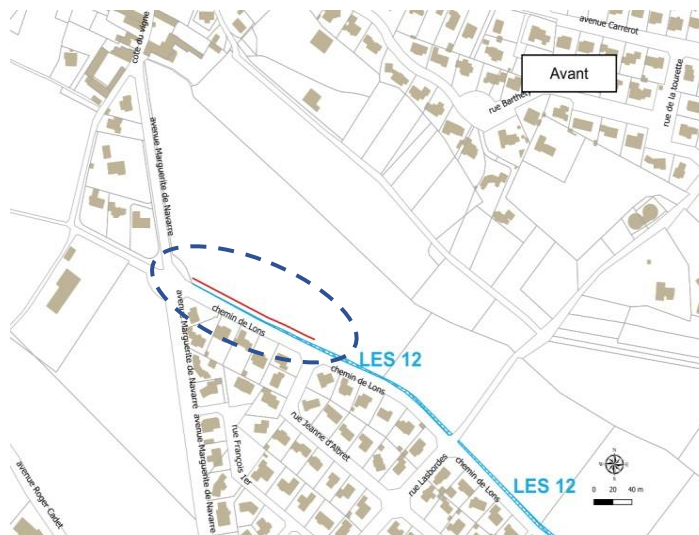 avenue Carrerot
Avant
cote du vigne
rue de la tourette
rue Barthet
avenue Marguerite de Navarre
chemin de Lons
avenue Marguerite de Navarre
LES 12
chemin de Lons
rue Jeanne d'Albret
avenue Marguerite de Navarre
rue François 1er
rue Lasbordes
chemin de Lons
LES 12
avenue Roger Cadet
N
S
0 20 40 m